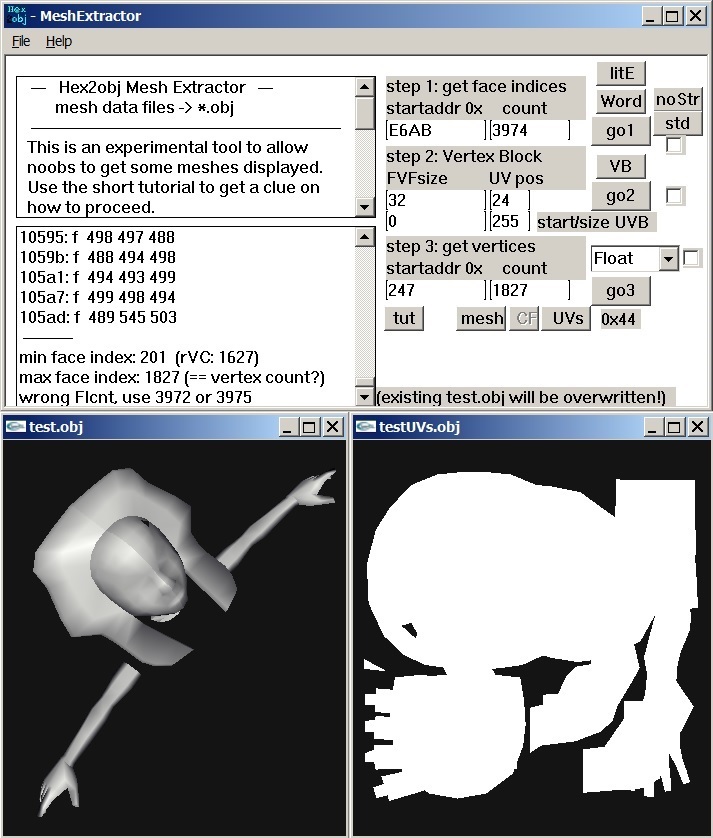 Hex obj - MeshExtractor
File Help
— Hex2obj Mesh Extractor —
mesh data files -> *.obj
This is an experimental tool to allow
noobs to get some meshes displayed.
Use the short tutorial to get a clue on
how to proceed.
10595: f 498 497 488
1059b: f 488 494 498
105a1: f 494 493 499
105a7: f 499 498 494
105ad: f 489 545 503
min face index: 201 (rVC: 1627)
max face index: 1827 (== vertex count?)
wrong FIcnt, use 3972 or 3975
step 1: get face indices
startaddr 0x count
E6AB 3974
litE
Word
noStr
go1
std
step 2: Vertex Block
FVFsize UV pos
32 24
0 255 start/size UVB
VB
go2
step 3: get vertices
startaddr 0x count
247 1827
Float
go3
tut mesh CF UVs 0x44
(existing test.obj will be overwritten!)
test.obj
testUVs.obj